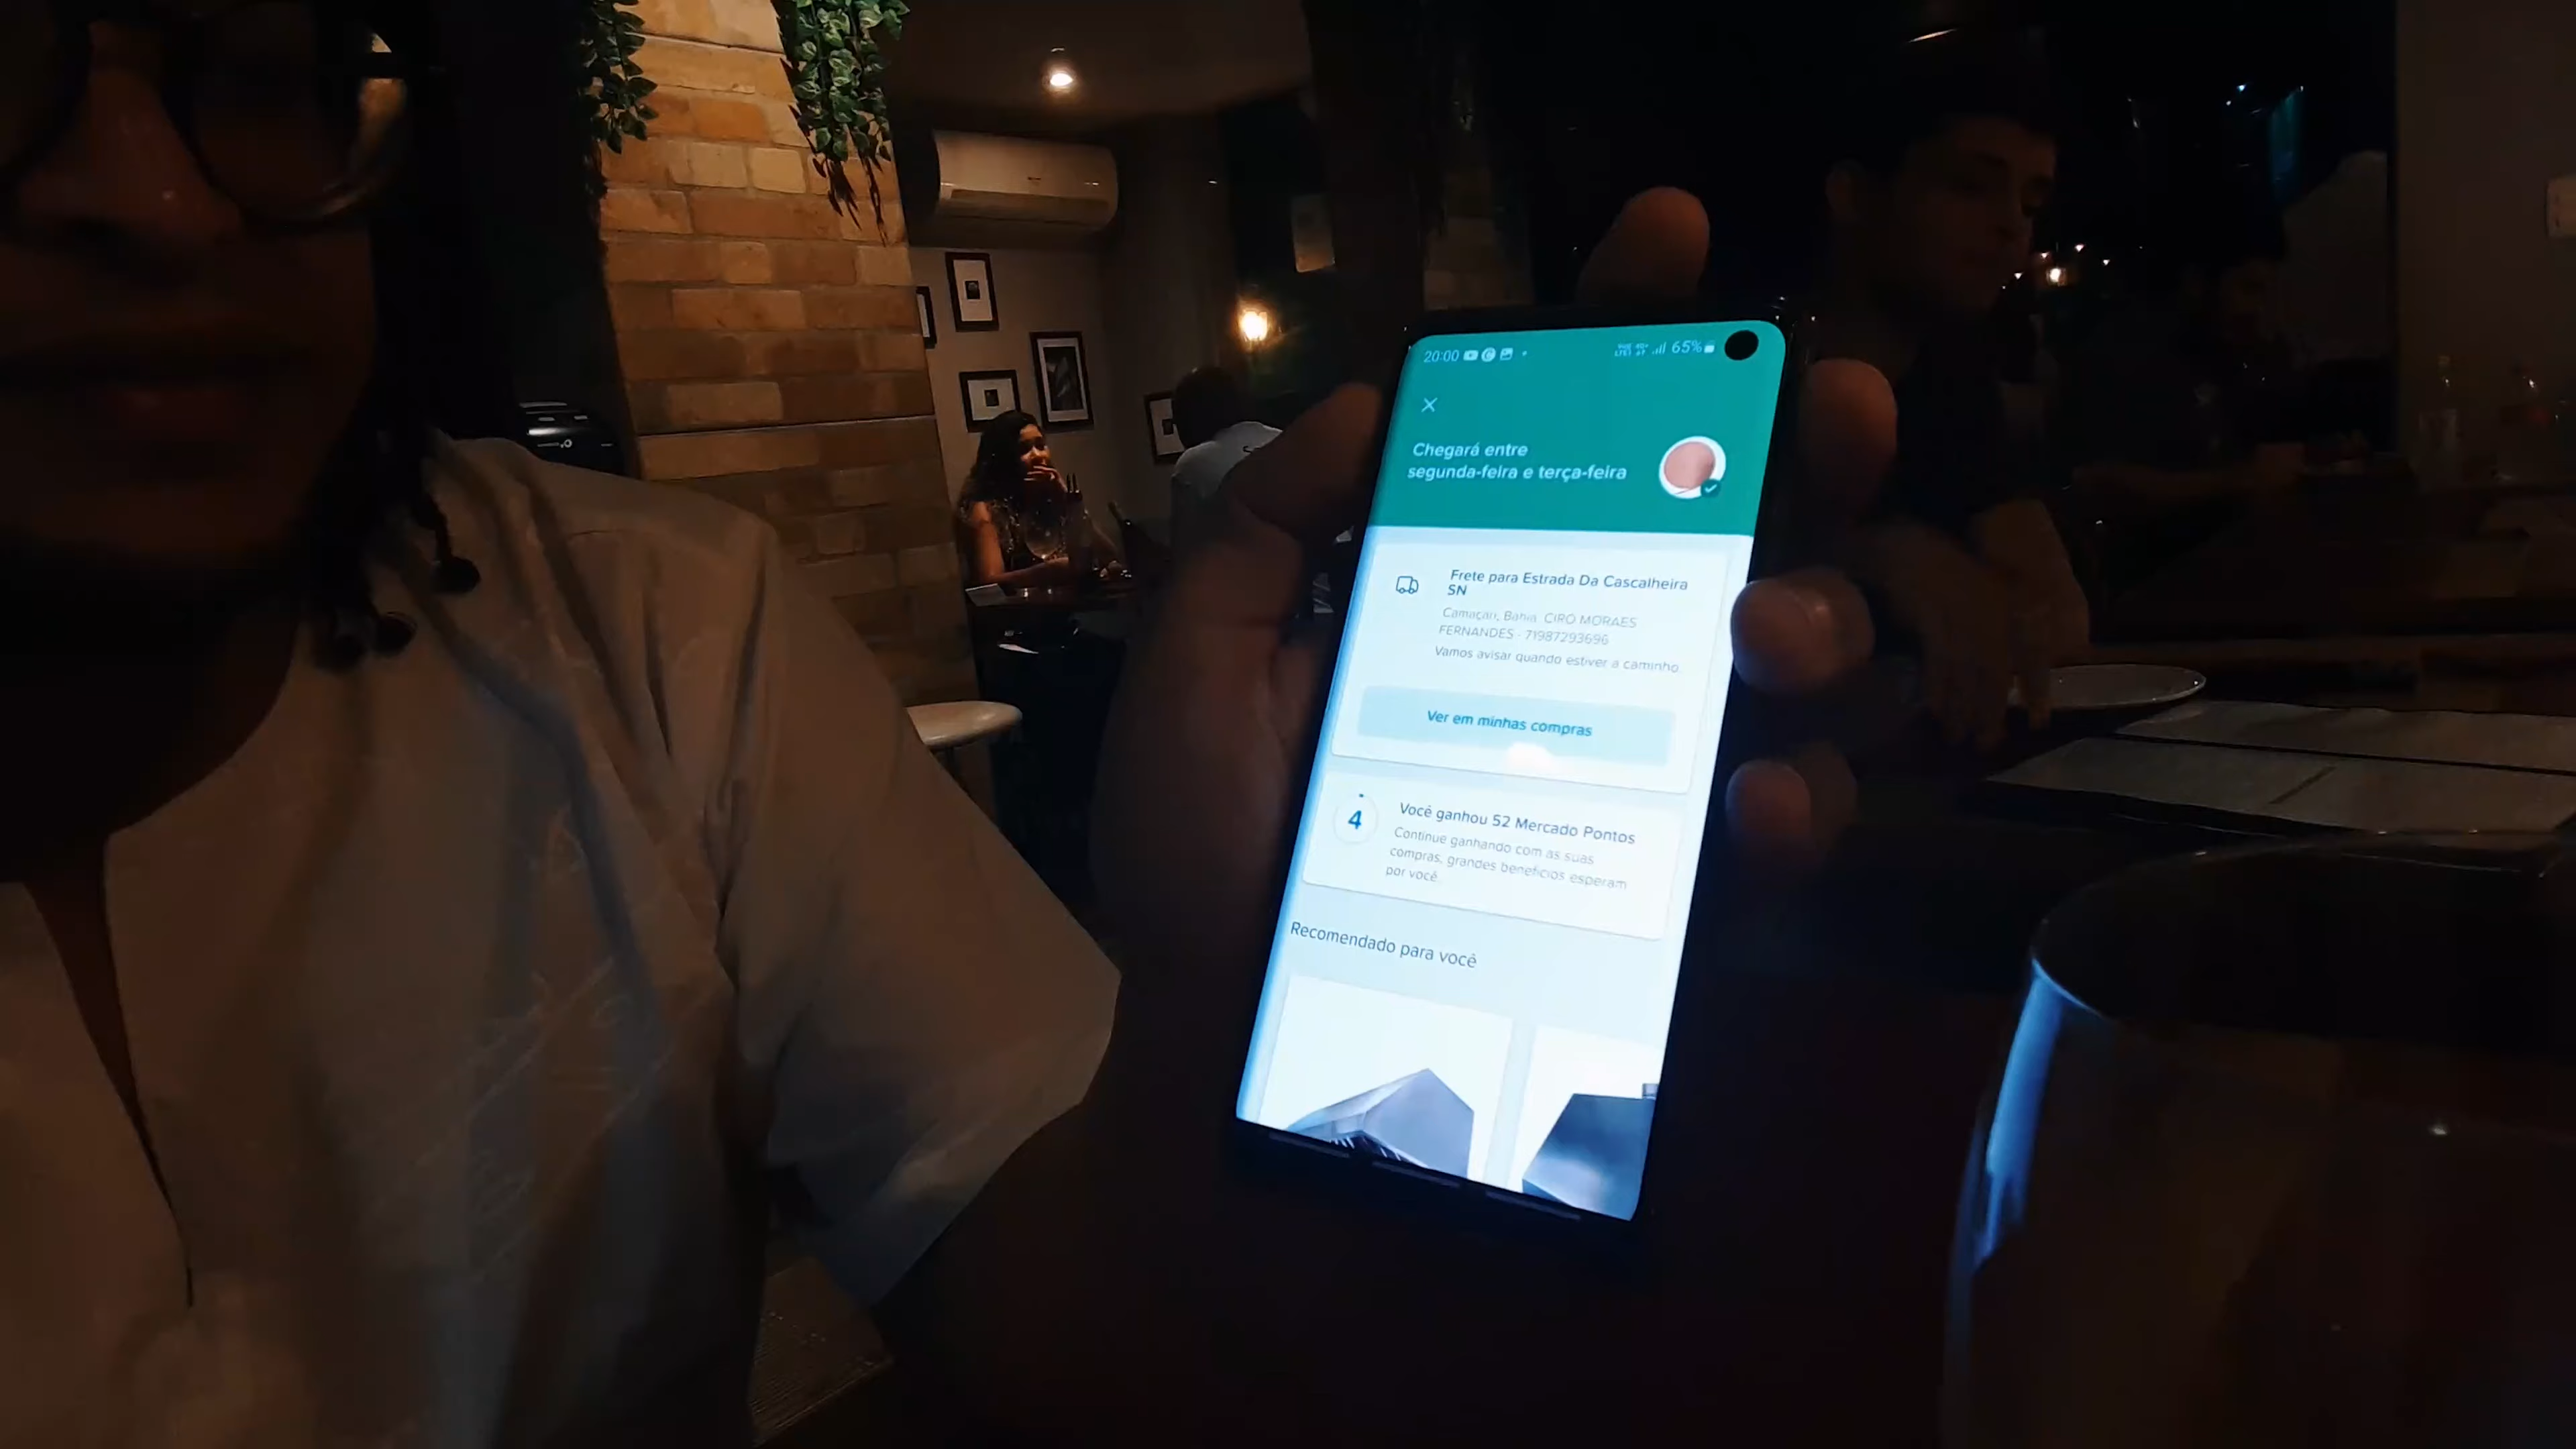 20:00
65%
Chegará entre
segunda-feira e terça-feira
Frete para Estrada Da Cascalheira
SN
Camaçari, Bahia. CIRO MORAES
FERNANDES - 71987293696
Vamos avisar quando estiver a caminho.
Ver em minhas compras
4
Você ganhou 52 Mercado Pontos
Continue ganhando com as suas
compras, grandes benefícios esperam
por você.
Recomendado para você